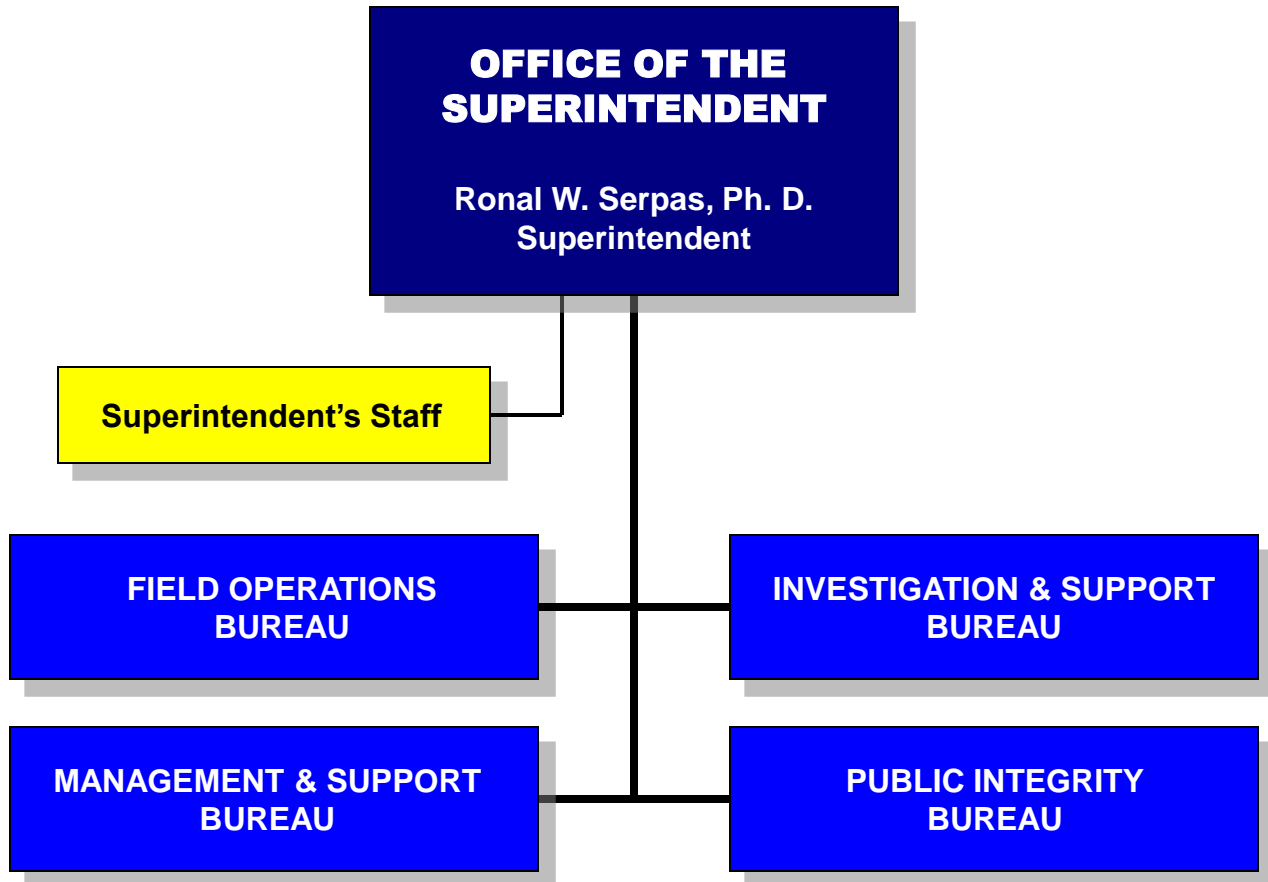 OFFICE OF THE
SUPERINTENDENT
Ronal W. Serpas, Ph. D.
Superintendent
Superintendent’s Staff
FIELD OPERATIONS
BUREAU
INVESTIGATION & SUPPORT
BUREAU
MANAGEMENT & SUPPORT
BUREAU
PUBLIC INTEGRITY
BUREAU